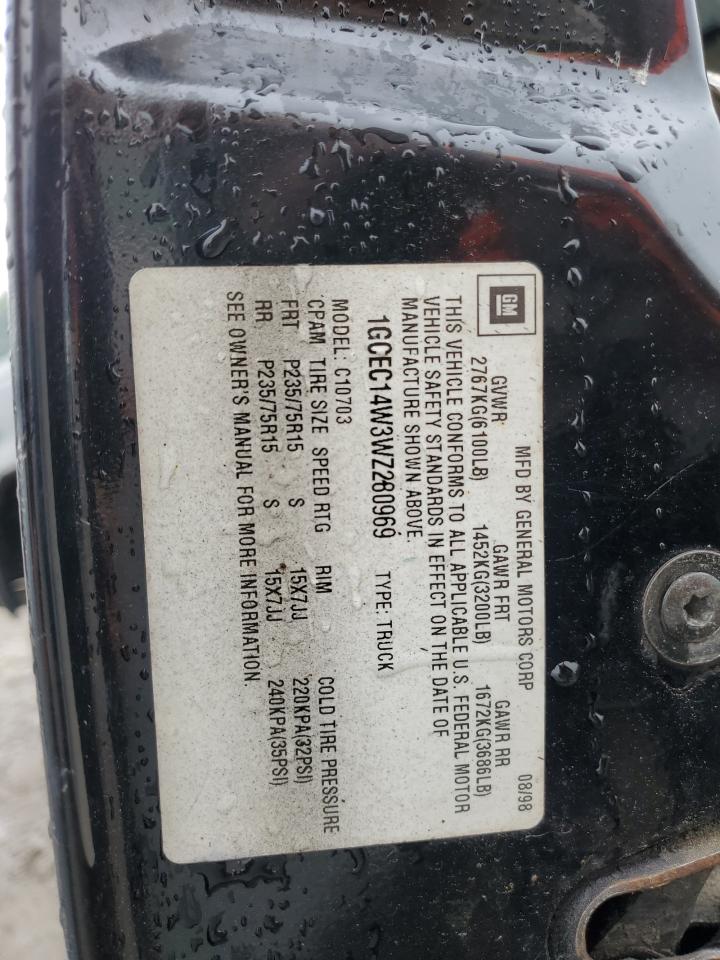 GM
MFD BY GENERAL MOTORS CORP 08/98
GVWR GAWR FRT GAWR RR
2767KG(6100LB) 1452KG(3200LB) 1672KG(3686LB)
THIS VEHICLE CONFORMS TO ALL APPLICABLE U.S. FEDERAL MOTOR
VEHICLE SAFETY STANDARDS IN EFFECT ON THE DATE OF
MANUFACTURE SHOWN ABOVE.
1GCEC14W3WZ280969 TYPE: TRUCK
MODEL: C10703
CPAM TIRE SIZE SPEED RTG RIM COLD TIRE PRESSURE
FRT P235/75R15 S 15X7JJ 220KPA(32PSI)
RR P235/75R15 S 15X7JJ 240KPA(35PSI)
SEE OWNER'S MANUAL FOR MORE INFORMATION.